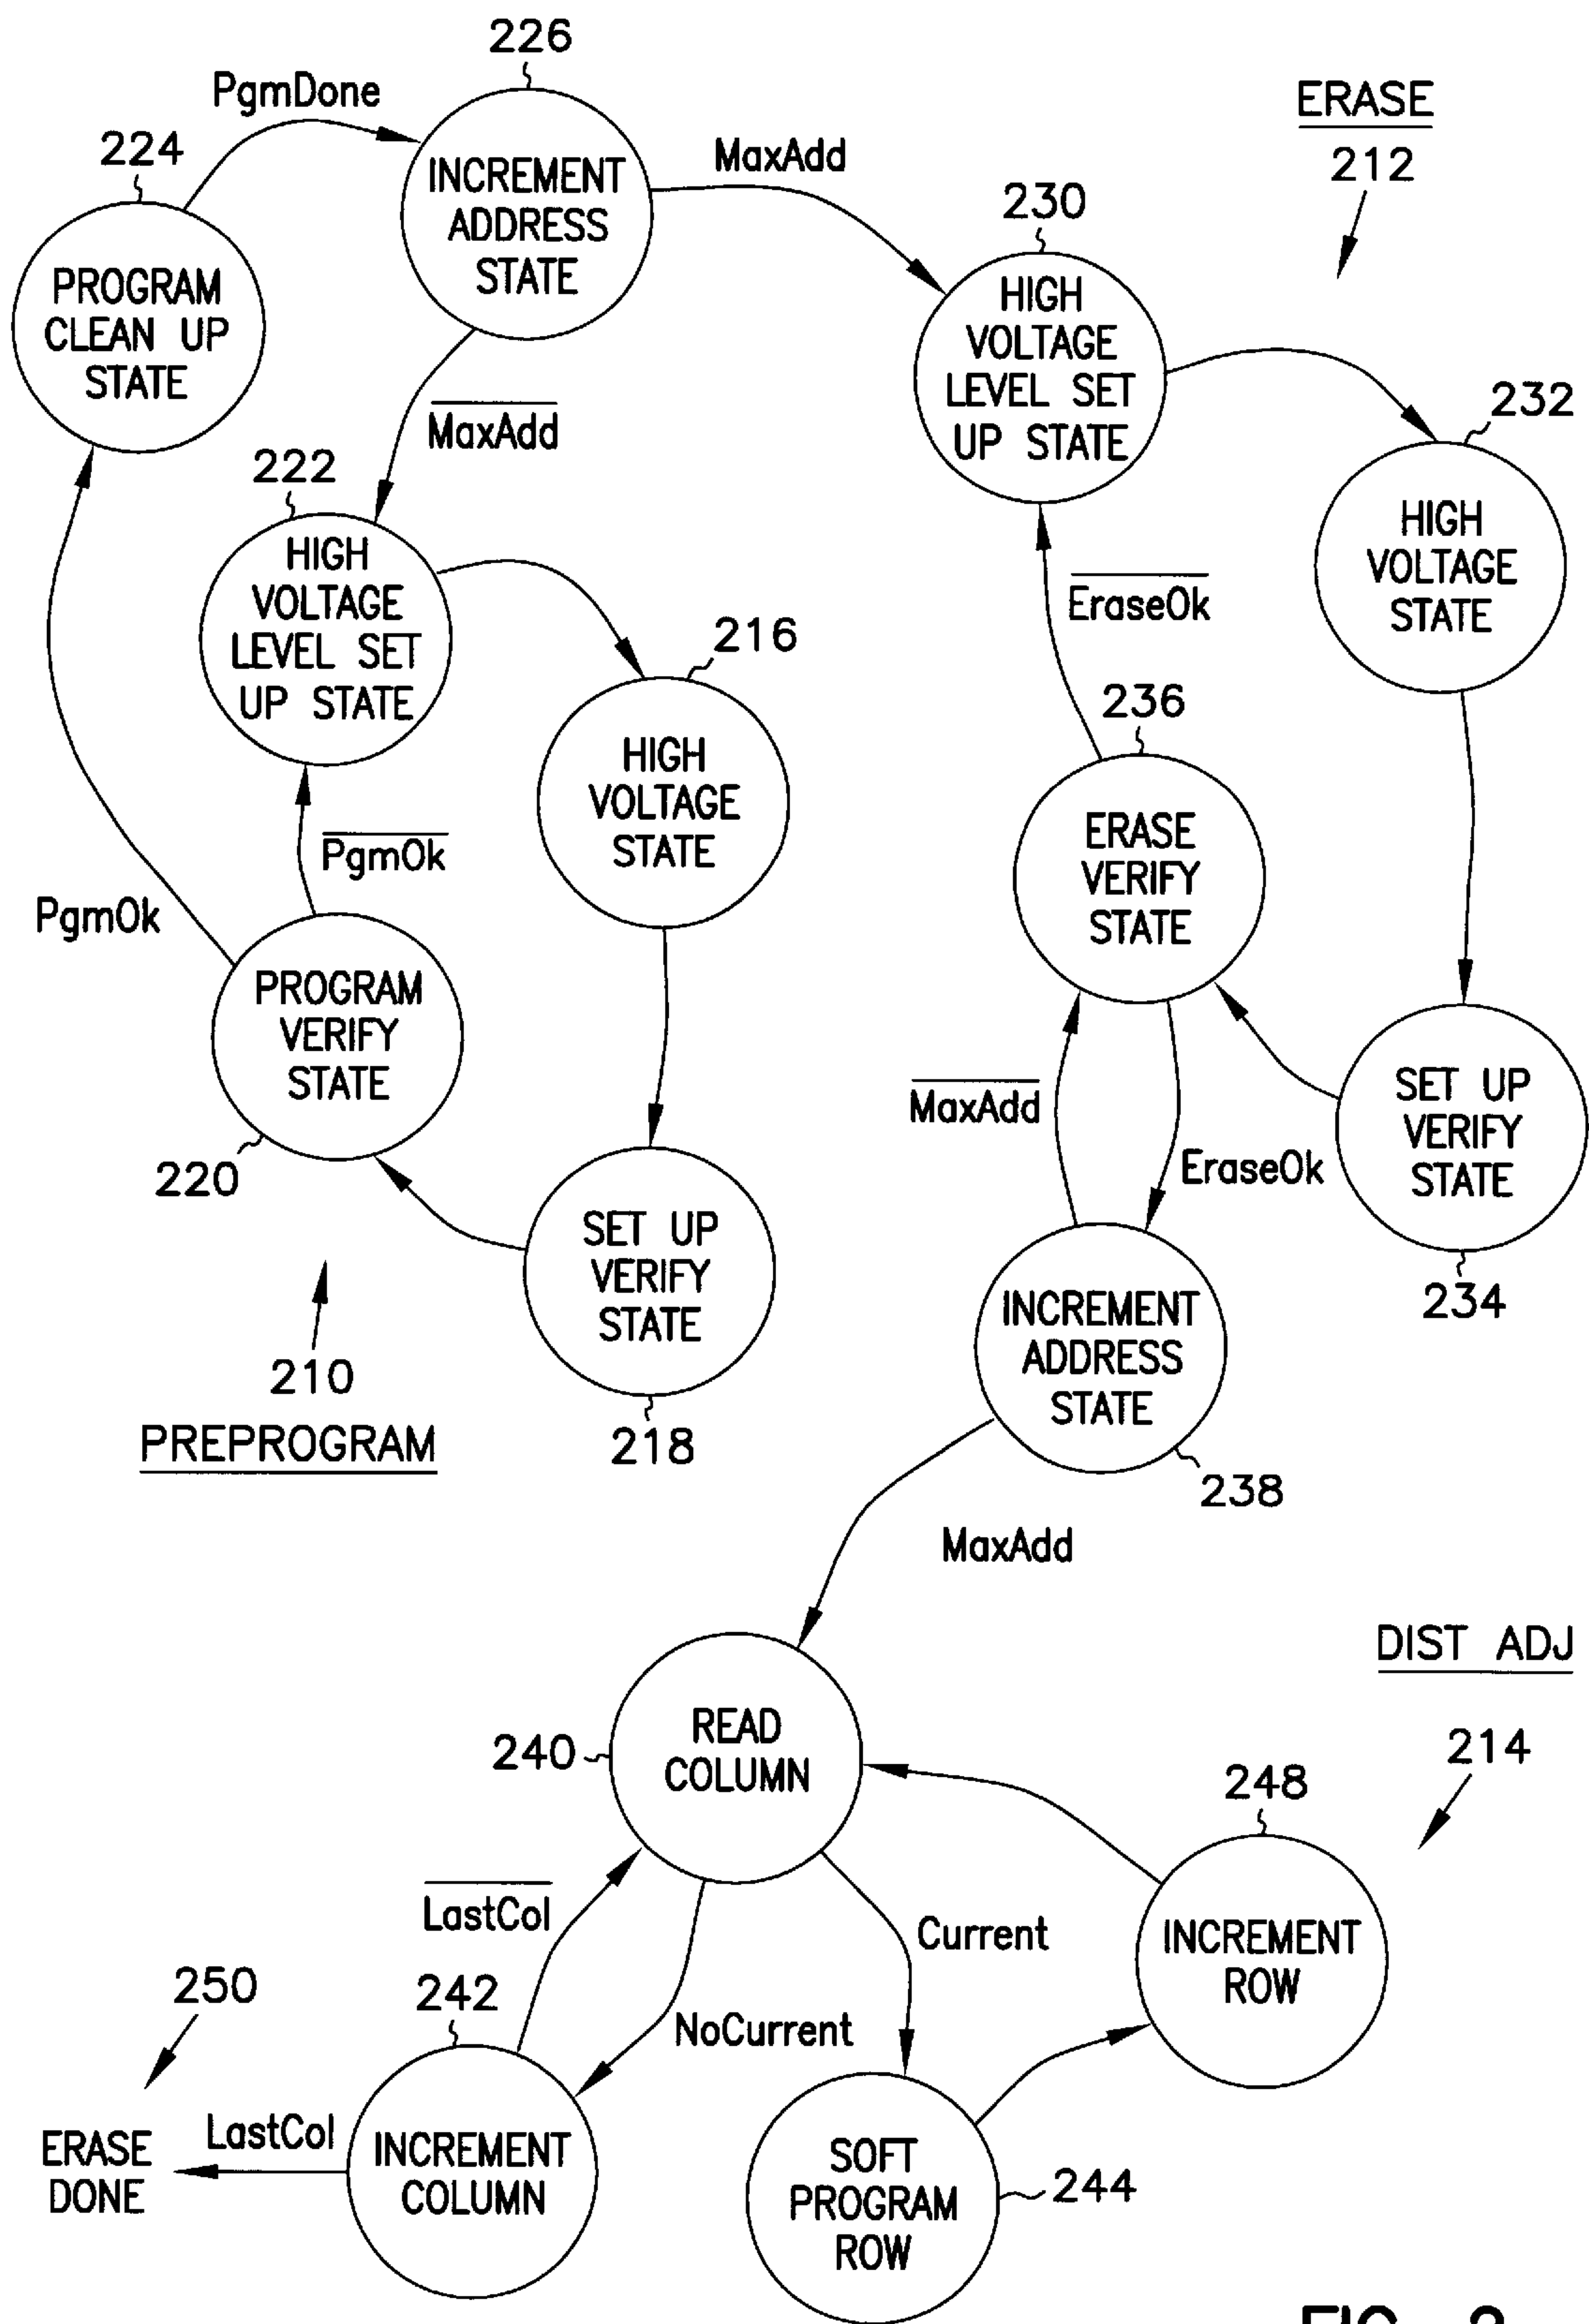 226
PgmDone
ERASE
212
224
MaxAdd
INCREMENT
ADDRESS
STATE
230
PROGRAM
CLEAN UP
STATE
HIGH
VOLTAGE
LEVEL SET
UP STATE
232
MaxAdd
222
HIGH
VOLTAGE
STATE
HIGH
VOLTAGE
LEVEL SET
UP STATE
EraseOk
216
236
HIGH
VOLTAGE
STATE
PgmOk
ERASE
VERIFY
STATE
PgmOk
PROGRAM
VERIFY
STATE
MaxAdd
SET UP
VERIFY
STATE
220
EraseOk
SET UP
VERIFY
STATE
234
INCREMENT
ADDRESS
STATE
210
PREPROGRAM
218
238
MaxAdd
DIST ADJ
214
READ
COLUMN
240
248
LastCol
Current
INCREMENT
ROW
250
242
NoCurrent
LastCol
ERASE
DONE
INCREMENT
COLUMN
SOFT
PROGRAM
ROW
244